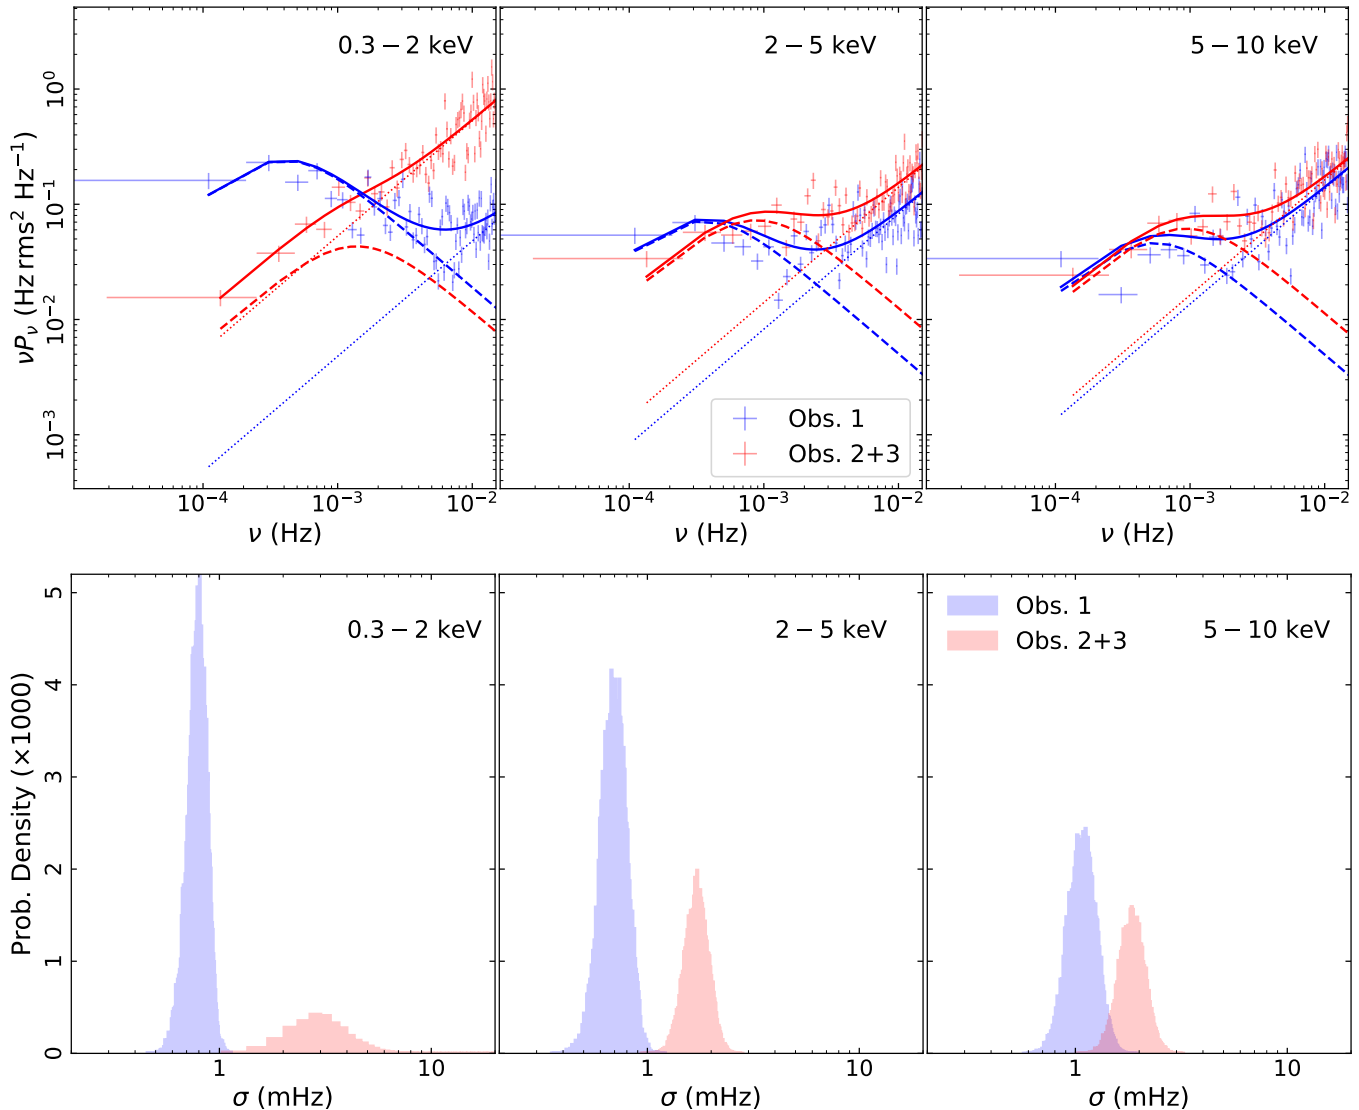 0.3 − 2 keV
2 − 5 keV
5 − 10 keV
νPν (Hz rms² Hz⁻¹)
10⁰
10⁻¹
10⁻²
10⁻³
Obs. 1
Obs. 2+3
10⁻⁴ 10⁻³ 10⁻² 10⁻⁴ 10⁻³ 10⁻² 10⁻⁴ 10⁻³ 10⁻²
ν (Hz) ν (Hz) ν (Hz)
0.3 − 2 keV
2 − 5 keV
Obs. 1
Obs. 2+3
5 − 10 keV
Prob. Density (×1000)
5
4
3
2
1
0
1 10 1 10 1 10
σ (mHz) σ (mHz) σ (mHz)